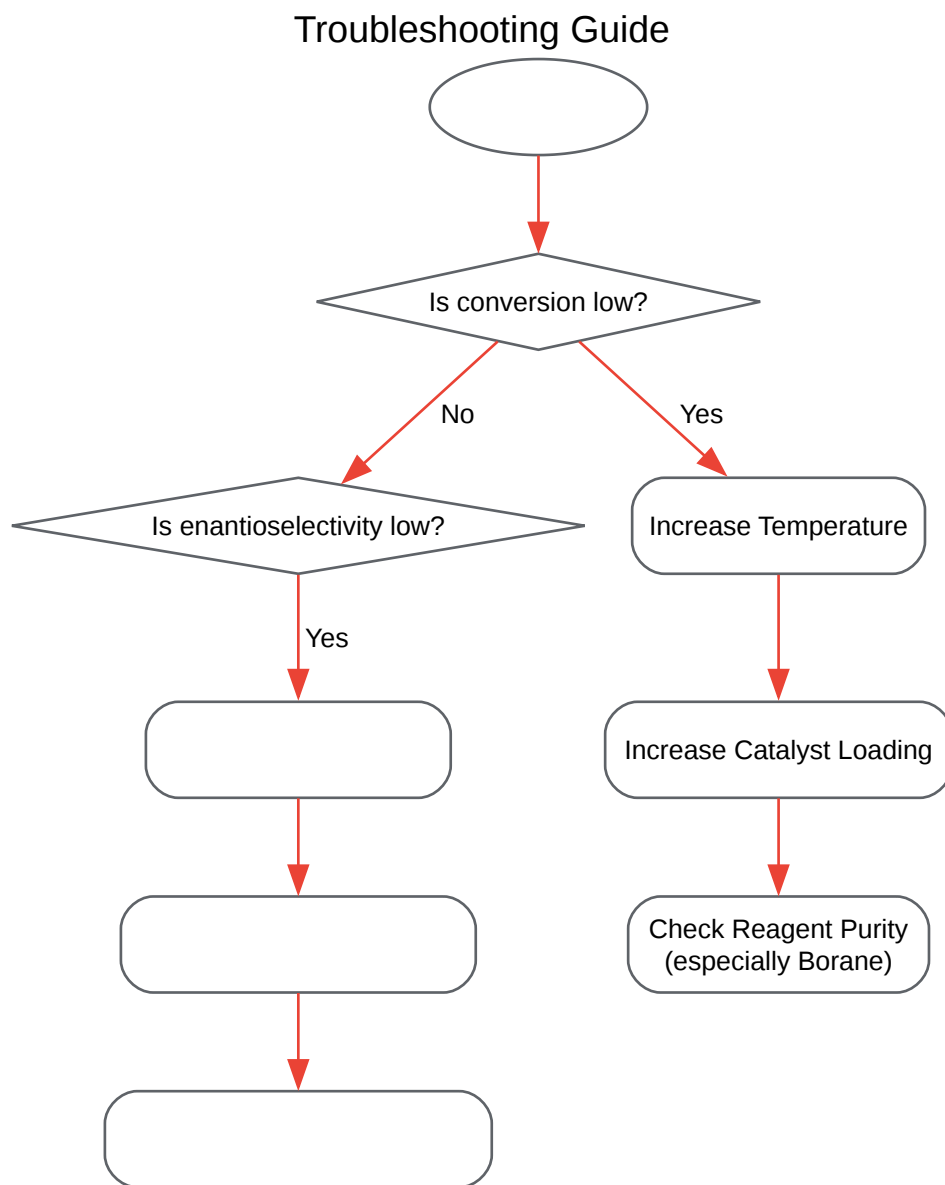 Troubleshooting Guide
Is conversion low?
No
Yes
Is enantioselectivity low?
Increase Temperature
Yes
Increase Catalyst Loading
Check Reagent Purity
(especially Borane)